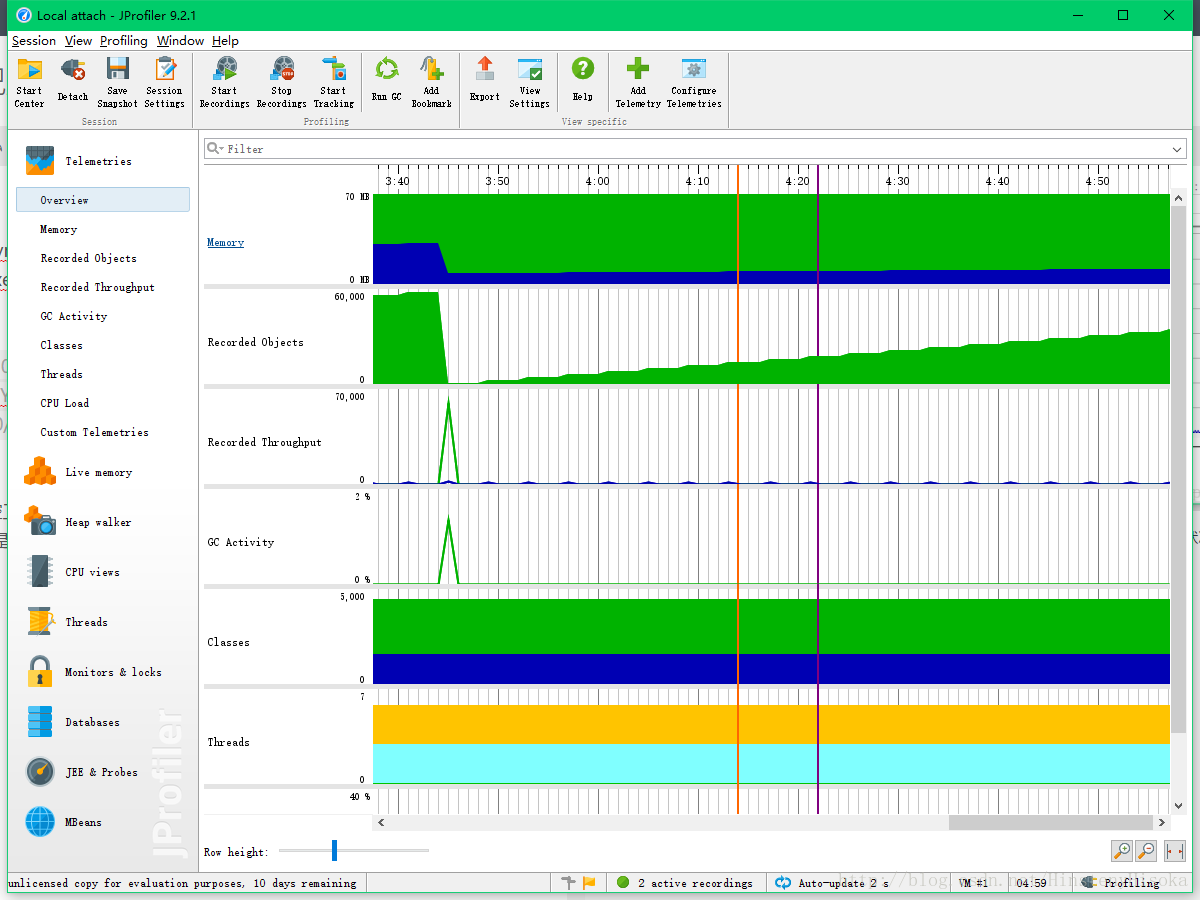 Local attach - JProfiler 9.2.1
Session View Profiling Window Help
Start Center
Detach
Save Snapshot
Session Settings
Start Recordings
Stop Recordings
Start Tracking
Run GC
Add Bookmark
Export
View Settings
Help
Add Telemetry
Configure Telemetries
Session
Profiling
View specific
Telemetries
Overview
Memory
Recorded Objects
Recorded Throughput
GC Activity
Classes
Threads
CPU Load
Custom Telemetries
Live memory
Heap walker
CPU views
Threads
Monitors & locks
Databases
JEE & Probes
MBeans
JProfiler
Filter
3:40 3:50 4:00 4:10 4:20 4:30 4:40 4:50
70 MB
Memory
0 MB
60,000
Recorded Objects
0
70,000
Recorded Throughput
0
2 %
GC Activity
0 %
5,000
Classes
0
7
Threads
0
40 %
Row height:
unlicensed copy for evaluation purposes, 10 days remaining
2 active recordings
Auto-update 2 s
VM #1
04:59
Profiling